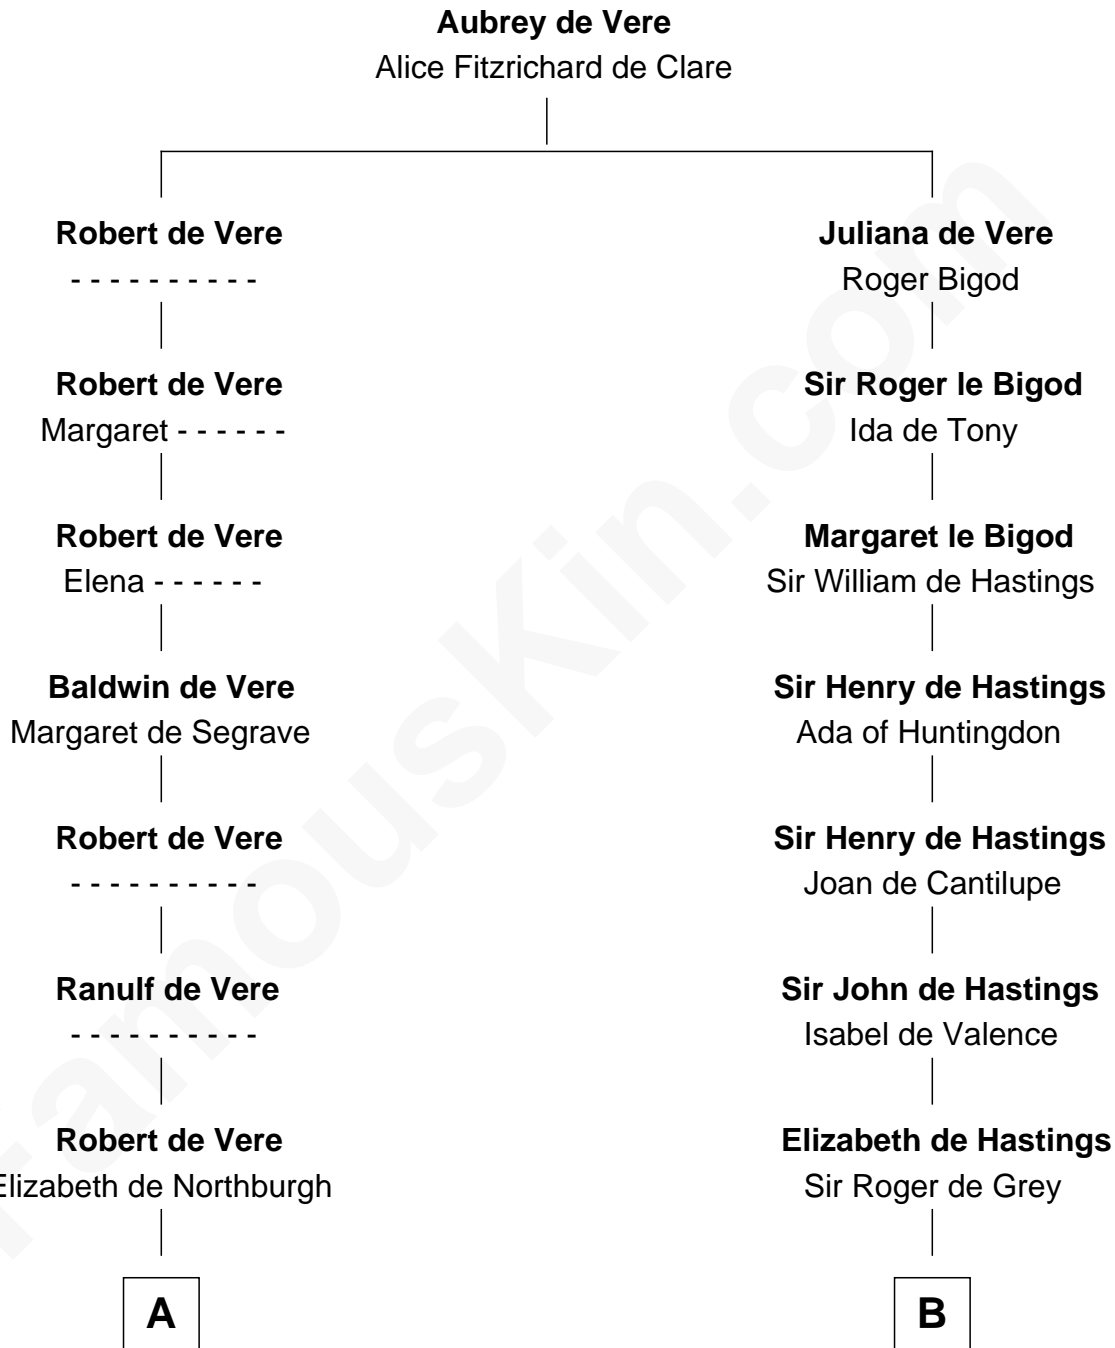 Aubrey de Vere
Alice Fitzrichard de Clare
Robert de Vere
- - - - - - - - - -
Juliana de Vere
Roger Bigod
Robert de Vere
Margaret - - - - - -
Sir Roger le Bigod
Ida de Tony
Robert de Vere
Elena - - - - - -
Margaret le Bigod
Sir William de Hastings
Baldwin de Vere
Margaret de Segrave
Sir Henry de Hastings
Ada of Huntingdon
Robert de Vere
- - - - - - - - - -
Sir Henry de Hastings
Joan de Cantilupe
Ranulf de Vere
- - - - - - - - - -
Sir John de Hastings
Isabel de Valence
Robert de Vere
Elizabeth de Northburgh
Elizabeth de Hastings
Sir Roger de Grey
A
B
FamousKin.com